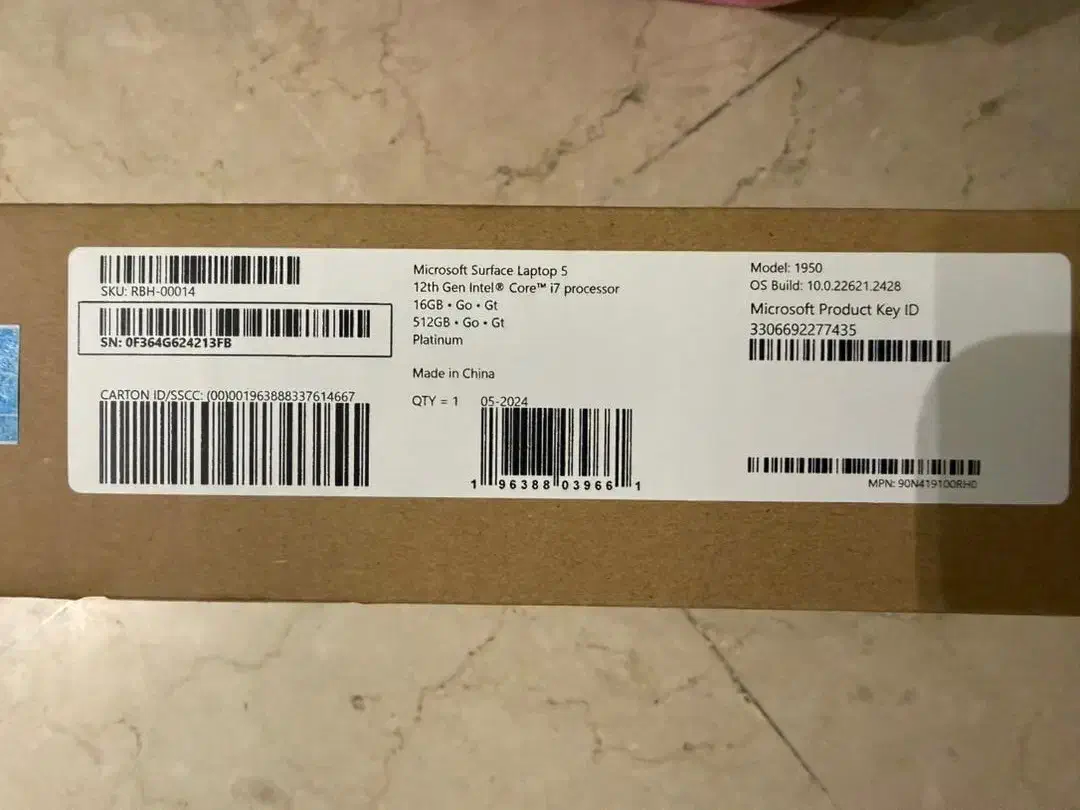 SKU: RBH-00014
SN: 0F364G624213FB
CARTON ID/SSCC: (00)001963888337614667
Microsoft Surface Laptop 5
12th Gen Intel® Core™ i7 processor
16GB • Go • Gt
512GB • Go • Gt
Platinum
Made in China
QTY = 1 05-2024
1 96388 03966 1
Model: 1950
OS Build: 10.0.22621.2428
Microsoft Product Key ID
3306692277435
MPN: 90N419100RH0